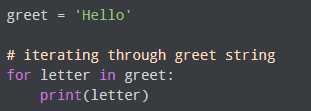 greet = 'Hello'
# iterating through greet string
for letter in greet:
    print(letter)